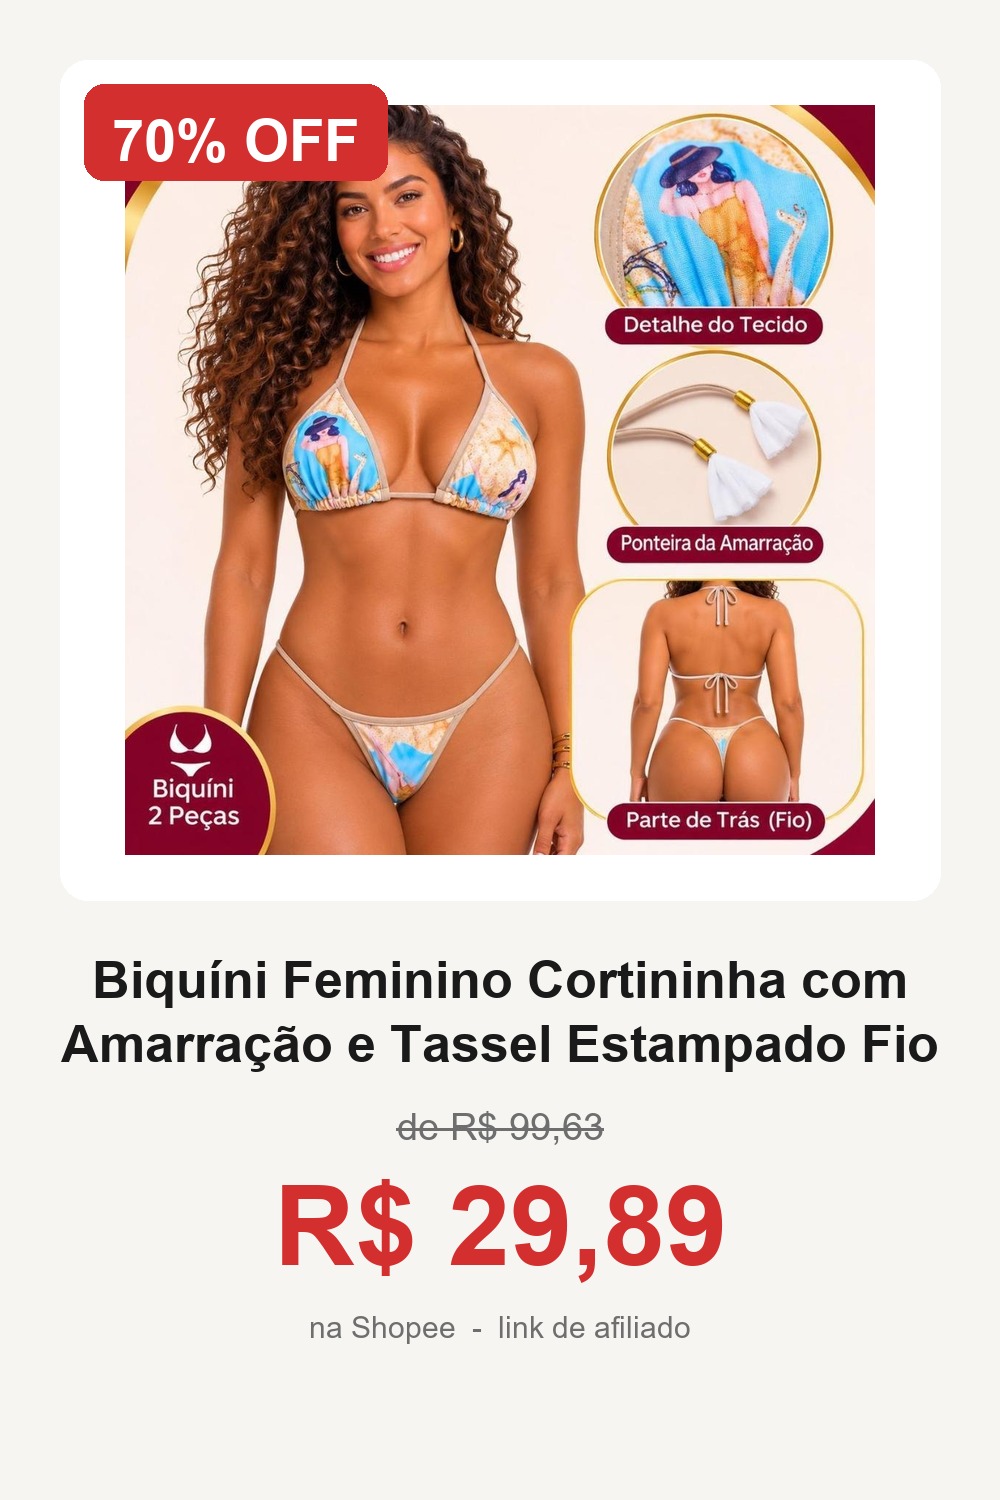 70% OFF
Detalhe do Tecido
Ponteira da Amarração
Biquíni
2 Peças
Parte de Trás (Fio)
Biquíni Feminino Cortininha com
Amarração e Tassel Estampado Fio
de R$ 99,63
R$ 29,89
na Shopee - link de afiliado